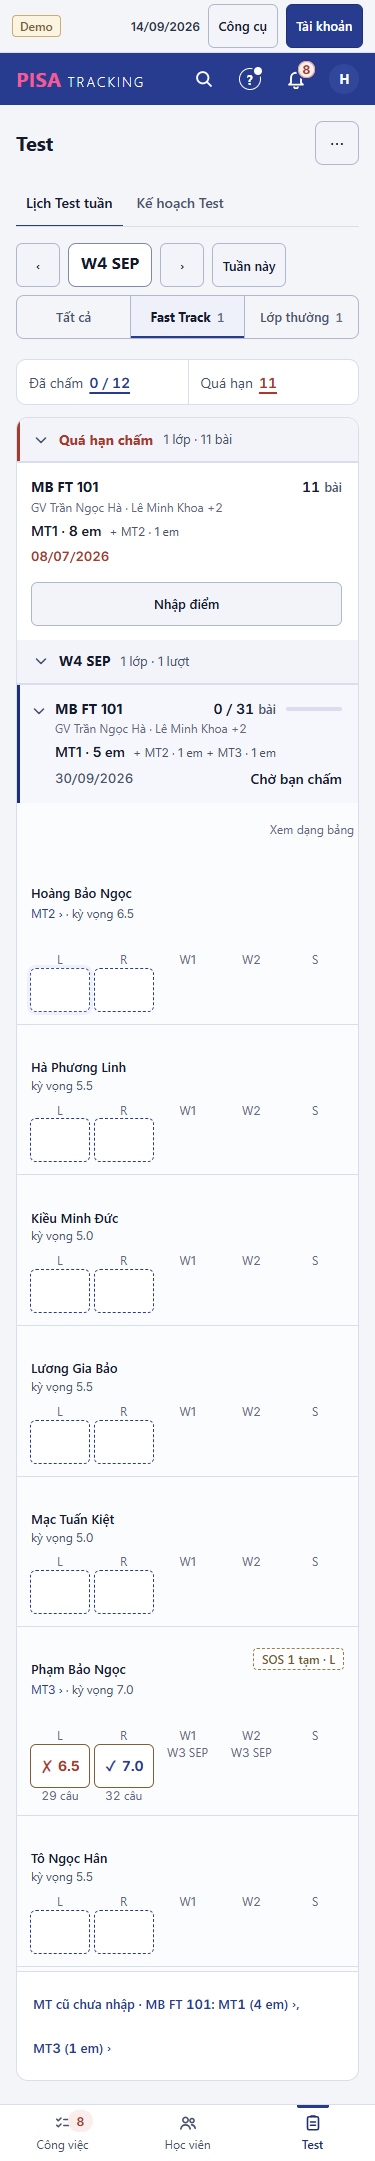 Demo
14/09/2026
Công cụ
Tài khoản
PISA TRACKING
?
8
H
Test
...
Lịch Test tuần
Kế hoạch Test
‹
W4 SEP
›
Tuần này
Tất cả
Fast Track 1
Lớp thường 1
Đã chấm 0 / 12
Quá hạn 11
Quá hạn chấm 1 lớp · 11 bài
MB FT 101
11 bài
GV Trần Ngọc Hà · Lê Minh Khoa +2
MT1 · 8 em + MT2 · 1 em
08/07/2026
Nhập điểm
W4 SEP 1 lớp · 1 lượt
MB FT 101
0 / 31 bài
GV Trần Ngọc Hà · Lê Minh Khoa +2
MT1 · 5 em + MT2 · 1 em + MT3 · 1 em
30/09/2026
Chờ bạn chấm
Xem dạng bảng
Hoàng Bảo Ngọc
MT2 › · kỳ vọng 6.5
L R W1 W2 S
Hà Phương Linh
kỳ vọng 5.5
L R W1 W2 S
Kiều Minh Đức
kỳ vọng 5.0
L R W1 W2 S
Lương Gia Bảo
kỳ vọng 5.5
L R W1 W2 S
Mạc Tuấn Kiệt
kỳ vọng 5.0
L R W1 W2 S
Phạm Bảo Ngọc
SOS 1 tạm · L
MT3 › · kỳ vọng 7.0
L R W1 W2 S
✗ 6.5 ✓ 7.0 W3 SEP W3 SEP
29 câu 32 câu
Tô Ngọc Hân
kỳ vọng 5.5
L R W1 W2 S
MT cũ chưa nhập · MB FT 101: MT1 (4 em) ›,
MT3 (1 em) ›
8
Công việc
Học viên
Test